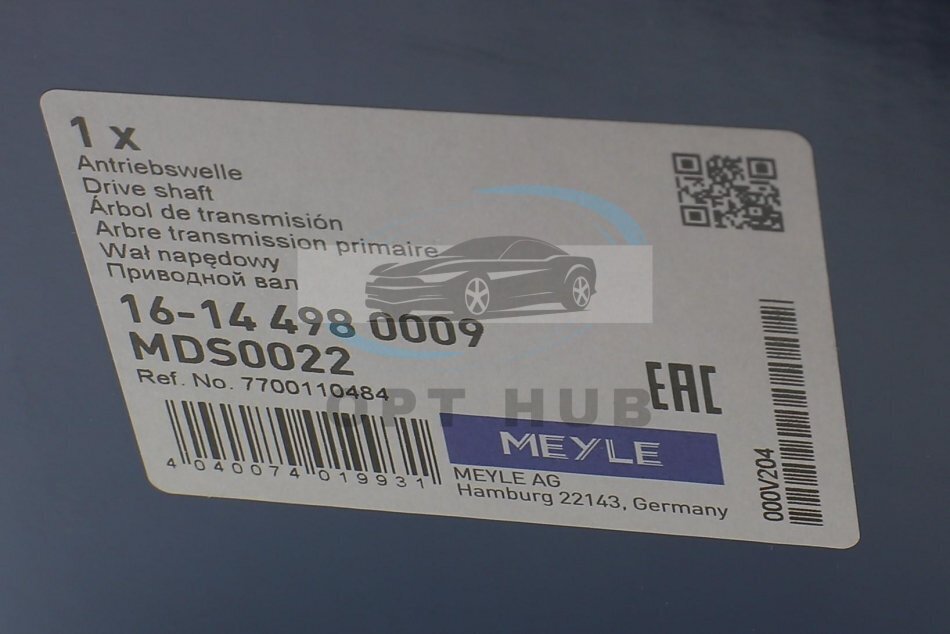 1 x
Antriebswelle
Drive shaft
Árbol de transmisión
Arbre transmission primaire
Wał napędowy
Приводной вал
16-14 498 0009
MDS0022
Ref. No. 7700110484
4 040074 019931
EAC
OPT HUB
MEYLE
MEYLE AG
Hamburg 22143, Germany
000V204